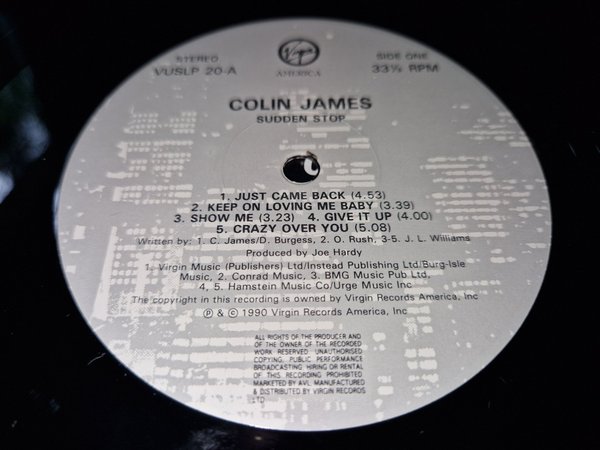 Virgin
STEREO
SIDE ONE
VUSLP 20-A
AMERICA
33⅓ RPM
COLIN JAMES
SUDDEN STOP
1. JUST CAME BACK (4.53)
2. KEEP ON LOVING ME BABY (3.39)
3. SHOW ME (3.23) 4. GIVE IT UP (4.00)
5. CRAZY OVER YOU (5.08)
Written by: 1. C. James/D. Burgess, 2. O. Rush, 3-5. J. L. Williams
Produced by Joe Hardy
1. Virgin Music (Publishers) Ltd/Instead Publishing Ltd/Burg-Isle
Music, 2. Conrad Music, 3. BMG Music Pub Ltd,
4, 5. Hamstein Music Co/Urge Music Inc
The copyright in this recording is owned by Virgin Records America, Inc
℗ & © 1990 Virgin Records America, Inc
ALL RIGHTS OF THE PRODUCER AND
OF THE OWNER OF THE RECORDED
WORK RESERVED UNAUTHORISED
COPYING, PUBLIC PERFORMANCE
BROADCASTING HIRING OR RENTAL
OF THIS RECORDING PROHIBITED
MARKETED BY AVL MANUFACTURED
& DISTRIBUTED BY VIRGIN RECORDS
LTD